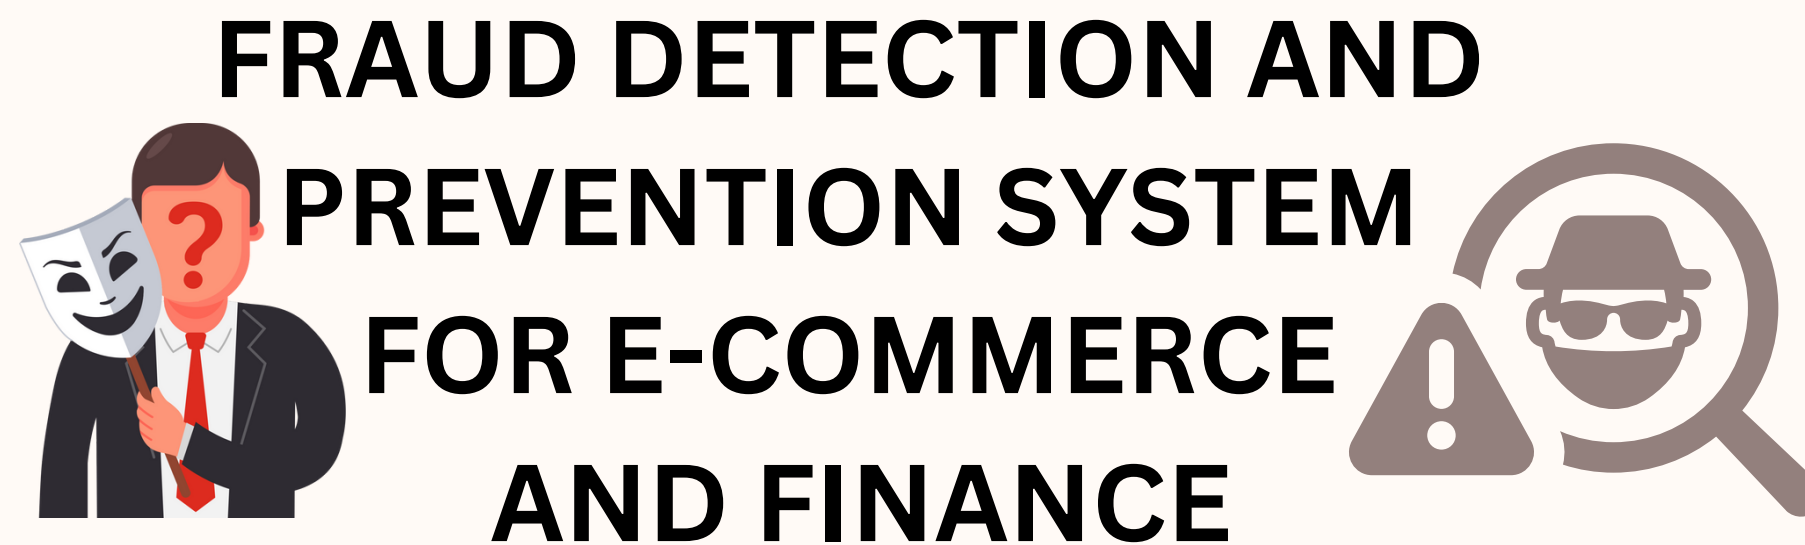 FRAUD DETECTION AND
PREVENTION SYSTEM
FOR E-COMMERCE
AND FINANCE